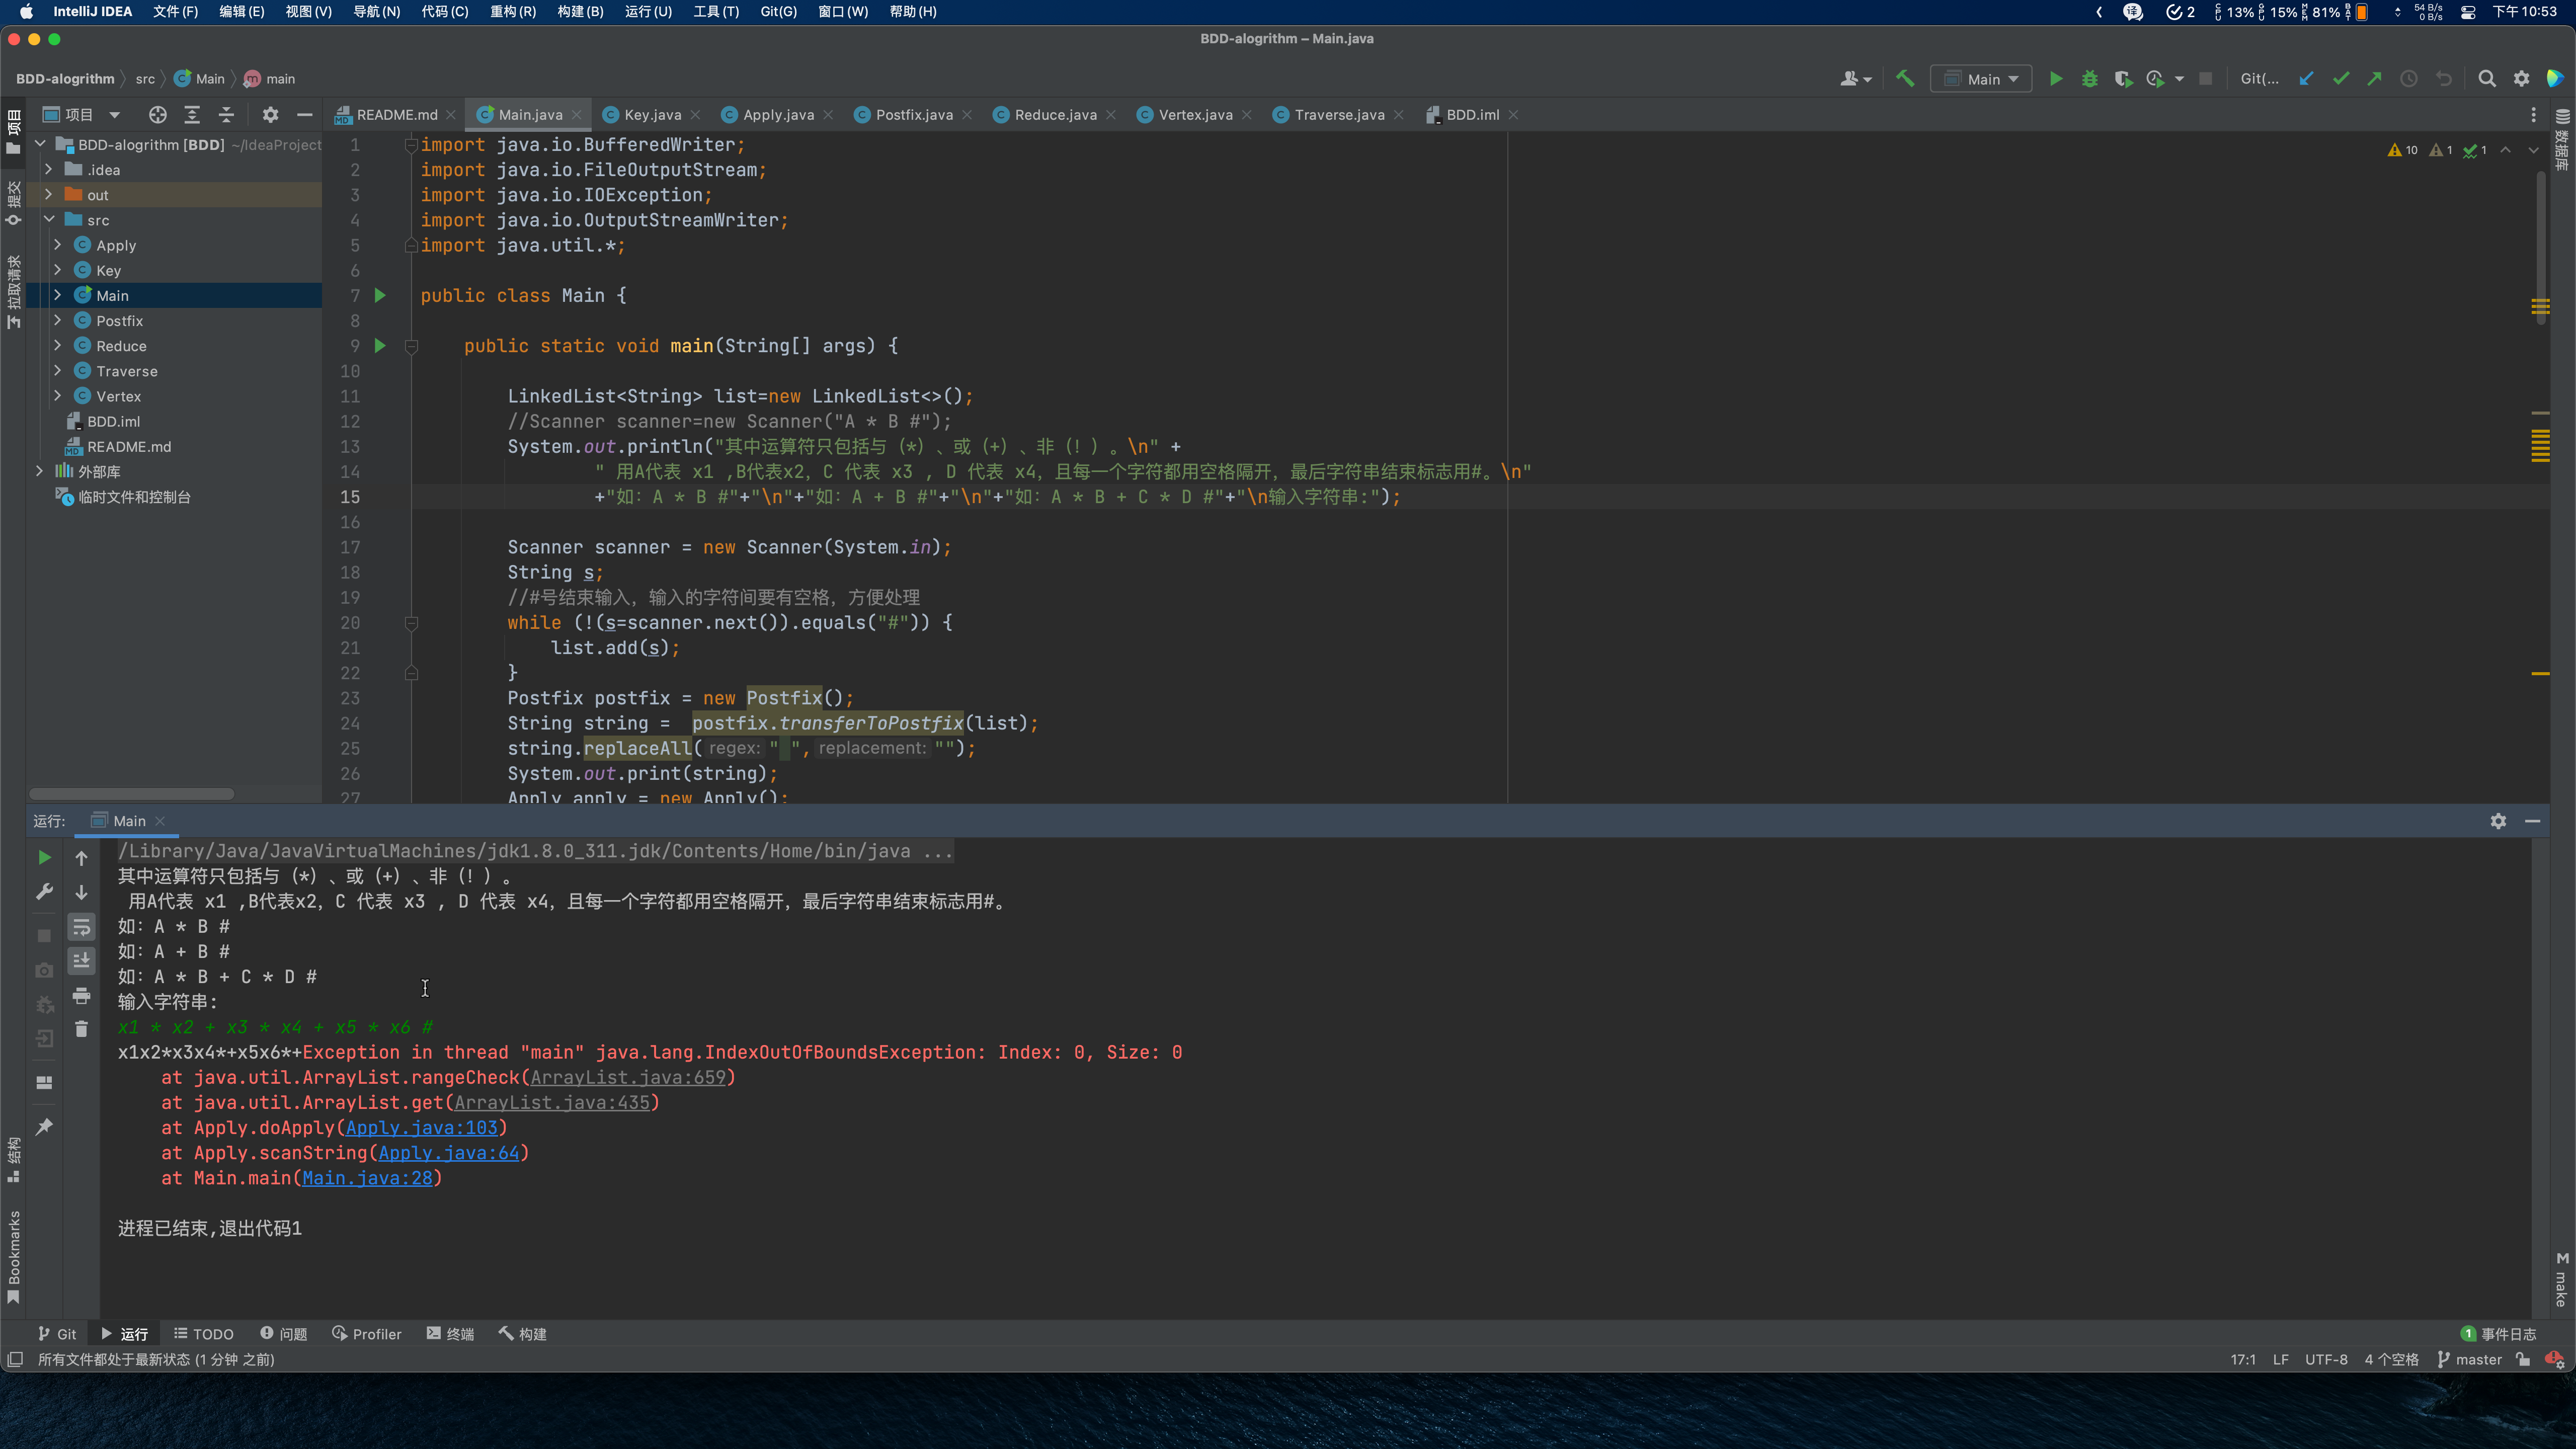 IntelliJ IDEA 文件(F) 编辑(E) 视图(V) 导航(N) 代码(C) 重构(R) 构建(B) 运行(U) 工具(T) Git(G) 窗口(W) 帮助(H) 译 2 13% 15% 81% 54 B/s 0 B/s 下午10:53
BDD-alogrithm – Main.java
BDD-alogrithm src Main main Main Git(...
项目 README.md Main.java Key.java Apply.java Postfix.java Reduce.java Vertex.java Traverse.java BDD.iml
BDD-alogrithm [BDD] ~/IdeaProject
.idea
out
src
Apply
Key
Main
Postfix
Reduce
Traverse
Vertex
BDD.iml
README.md
外部库
临时文件和控制台
项目
提交
拉取请求
结构
Bookmarks
数据库
make
10 1 1
1 import java.io.BufferedWriter;
2 import java.io.FileOutputStream;
3 import java.io.IOException;
4 import java.io.OutputStreamWriter;
5 import java.util.*;
6
7 public class Main {
8
9 public static void main(String[] args) {
10
11 LinkedList<String> list=new LinkedList<>();
12 //Scanner scanner=new Scanner("A * B #");
13 System.out.println("其中运算符只包括与（*）、或（+）、非（！）。\n" +
14 " 用A代表 x1 ,B代表x2, C 代表 x3 , D 代表 x4, 且每一个字符都用空格隔开，最后字符串结束标志用#。\n"
15 +"如: A * B #"+"\n"+"如: A + B #"+"\n"+"如: A * B + C * D #"+"\n输入字符串:");
16
17 Scanner scanner = new Scanner(System.in);
18 String s;
19 //#号结束输入，输入的字符间要有空格，方便处理
20 while (!(s=scanner.next()).equals("#")) {
21 list.add(s);
22 }
23 Postfix postfix = new Postfix();
24 String string =  postfix.transferToPostfix(list);
25 string.replaceAll( regex: " ", replacement: "");
26 System.out.print(string);
27 Apply apply = new Apply();
运行: Main
/Library/Java/JavaVirtualMachines/jdk1.8.0_311.jdk/Contents/Home/bin/java ...
其中运算符只包括与（*）、或（+）、非（！）。
 用A代表 x1 ,B代表x2, C 代表 x3 , D 代表 x4, 且每一个字符都用空格隔开，最后字符串结束标志用#。
如: A * B #
如: A + B #
如: A * B + C * D #
输入字符串:
x1 * x2 + x3 * x4 + x5 * x6 #
x1x2*x3x4*+x5x6*+Exception in thread "main" java.lang.IndexOutOfBoundsException: Index: 0, Size: 0
at java.util.ArrayList.rangeCheck(ArrayList.java:659)
at java.util.ArrayList.get(ArrayList.java:435)
at Apply.doApply(Apply.java:103)
at Apply.scanString(Apply.java:64)
at Main.main(Main.java:28)
进程已结束,退出代码1
Git 运行 TODO 问题 Profiler 终端 构建 1 事件日志
所有文件都处于最新状态 (1 分钟 之前) 17:1 LF UTF-8 4 个空格 master